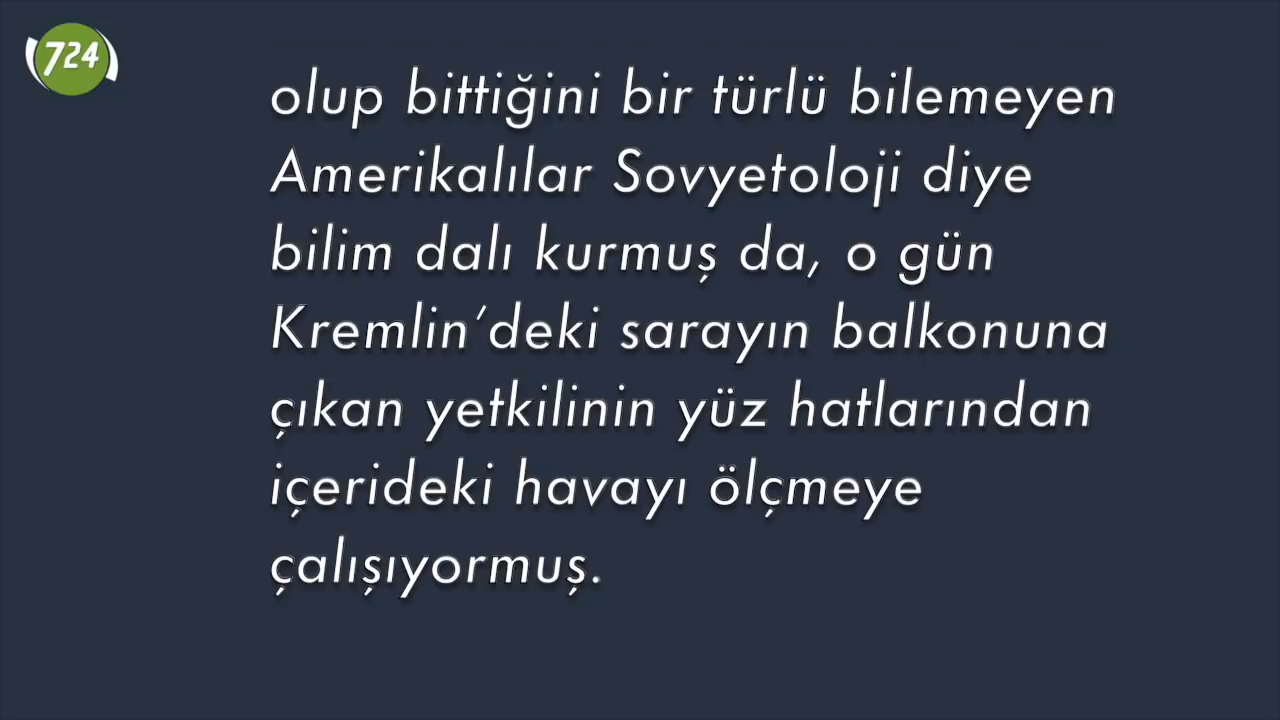 724
olup bittiğini bir türlü bilemeyen
Amerikalılar Sovyetoloji diye
bilim dalı kurmuş da, o gün
Kremlin’deki sarayın balkonuna
çıkan yetkilinin yüz hatlarından
içerideki havayı ölçmeye
çalışıyormuş.